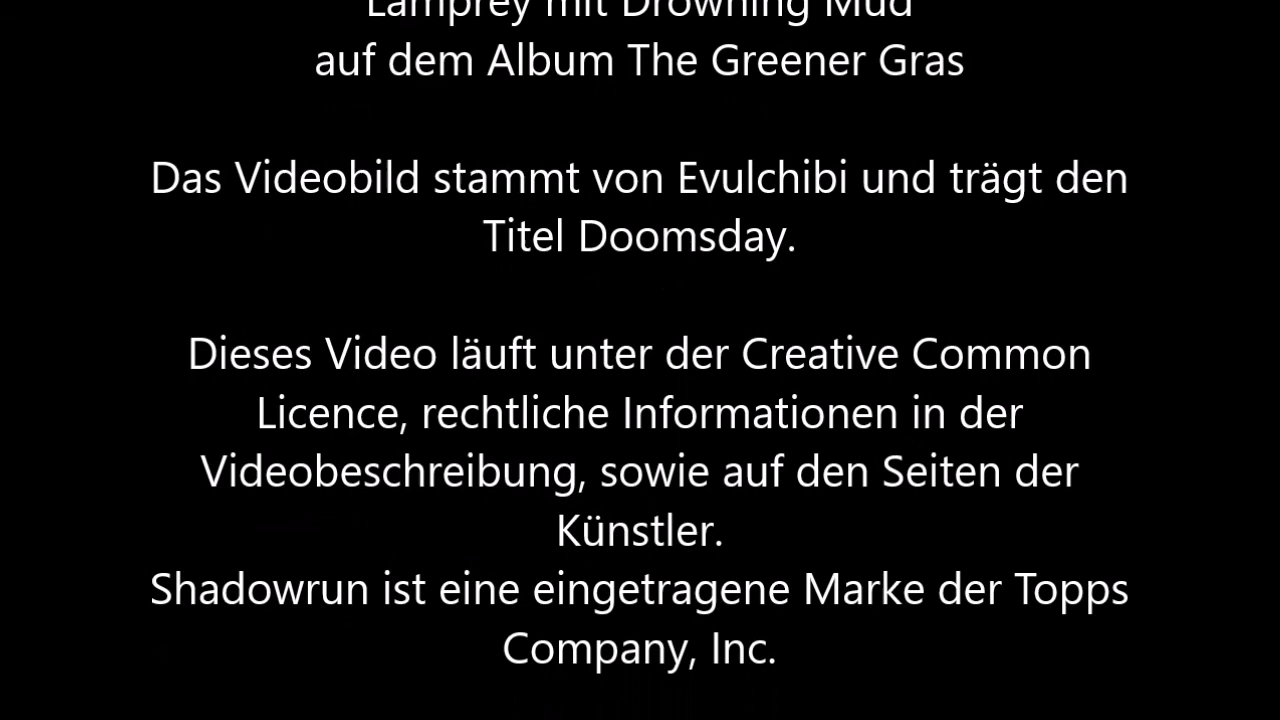 Lamprey mit Drowning Mud
auf dem Album The Greener Gras
Das Videobild stammt von Evulchibi und trägt den
Titel Doomsday.
Dieses Video läuft unter der Creative Common
Licence, rechtliche Informationen in der
Videobeschreibung, sowie auf den Seiten der
Künstler.
Shadowrun ist eine eingetragene Marke der Topps
Company, Inc.